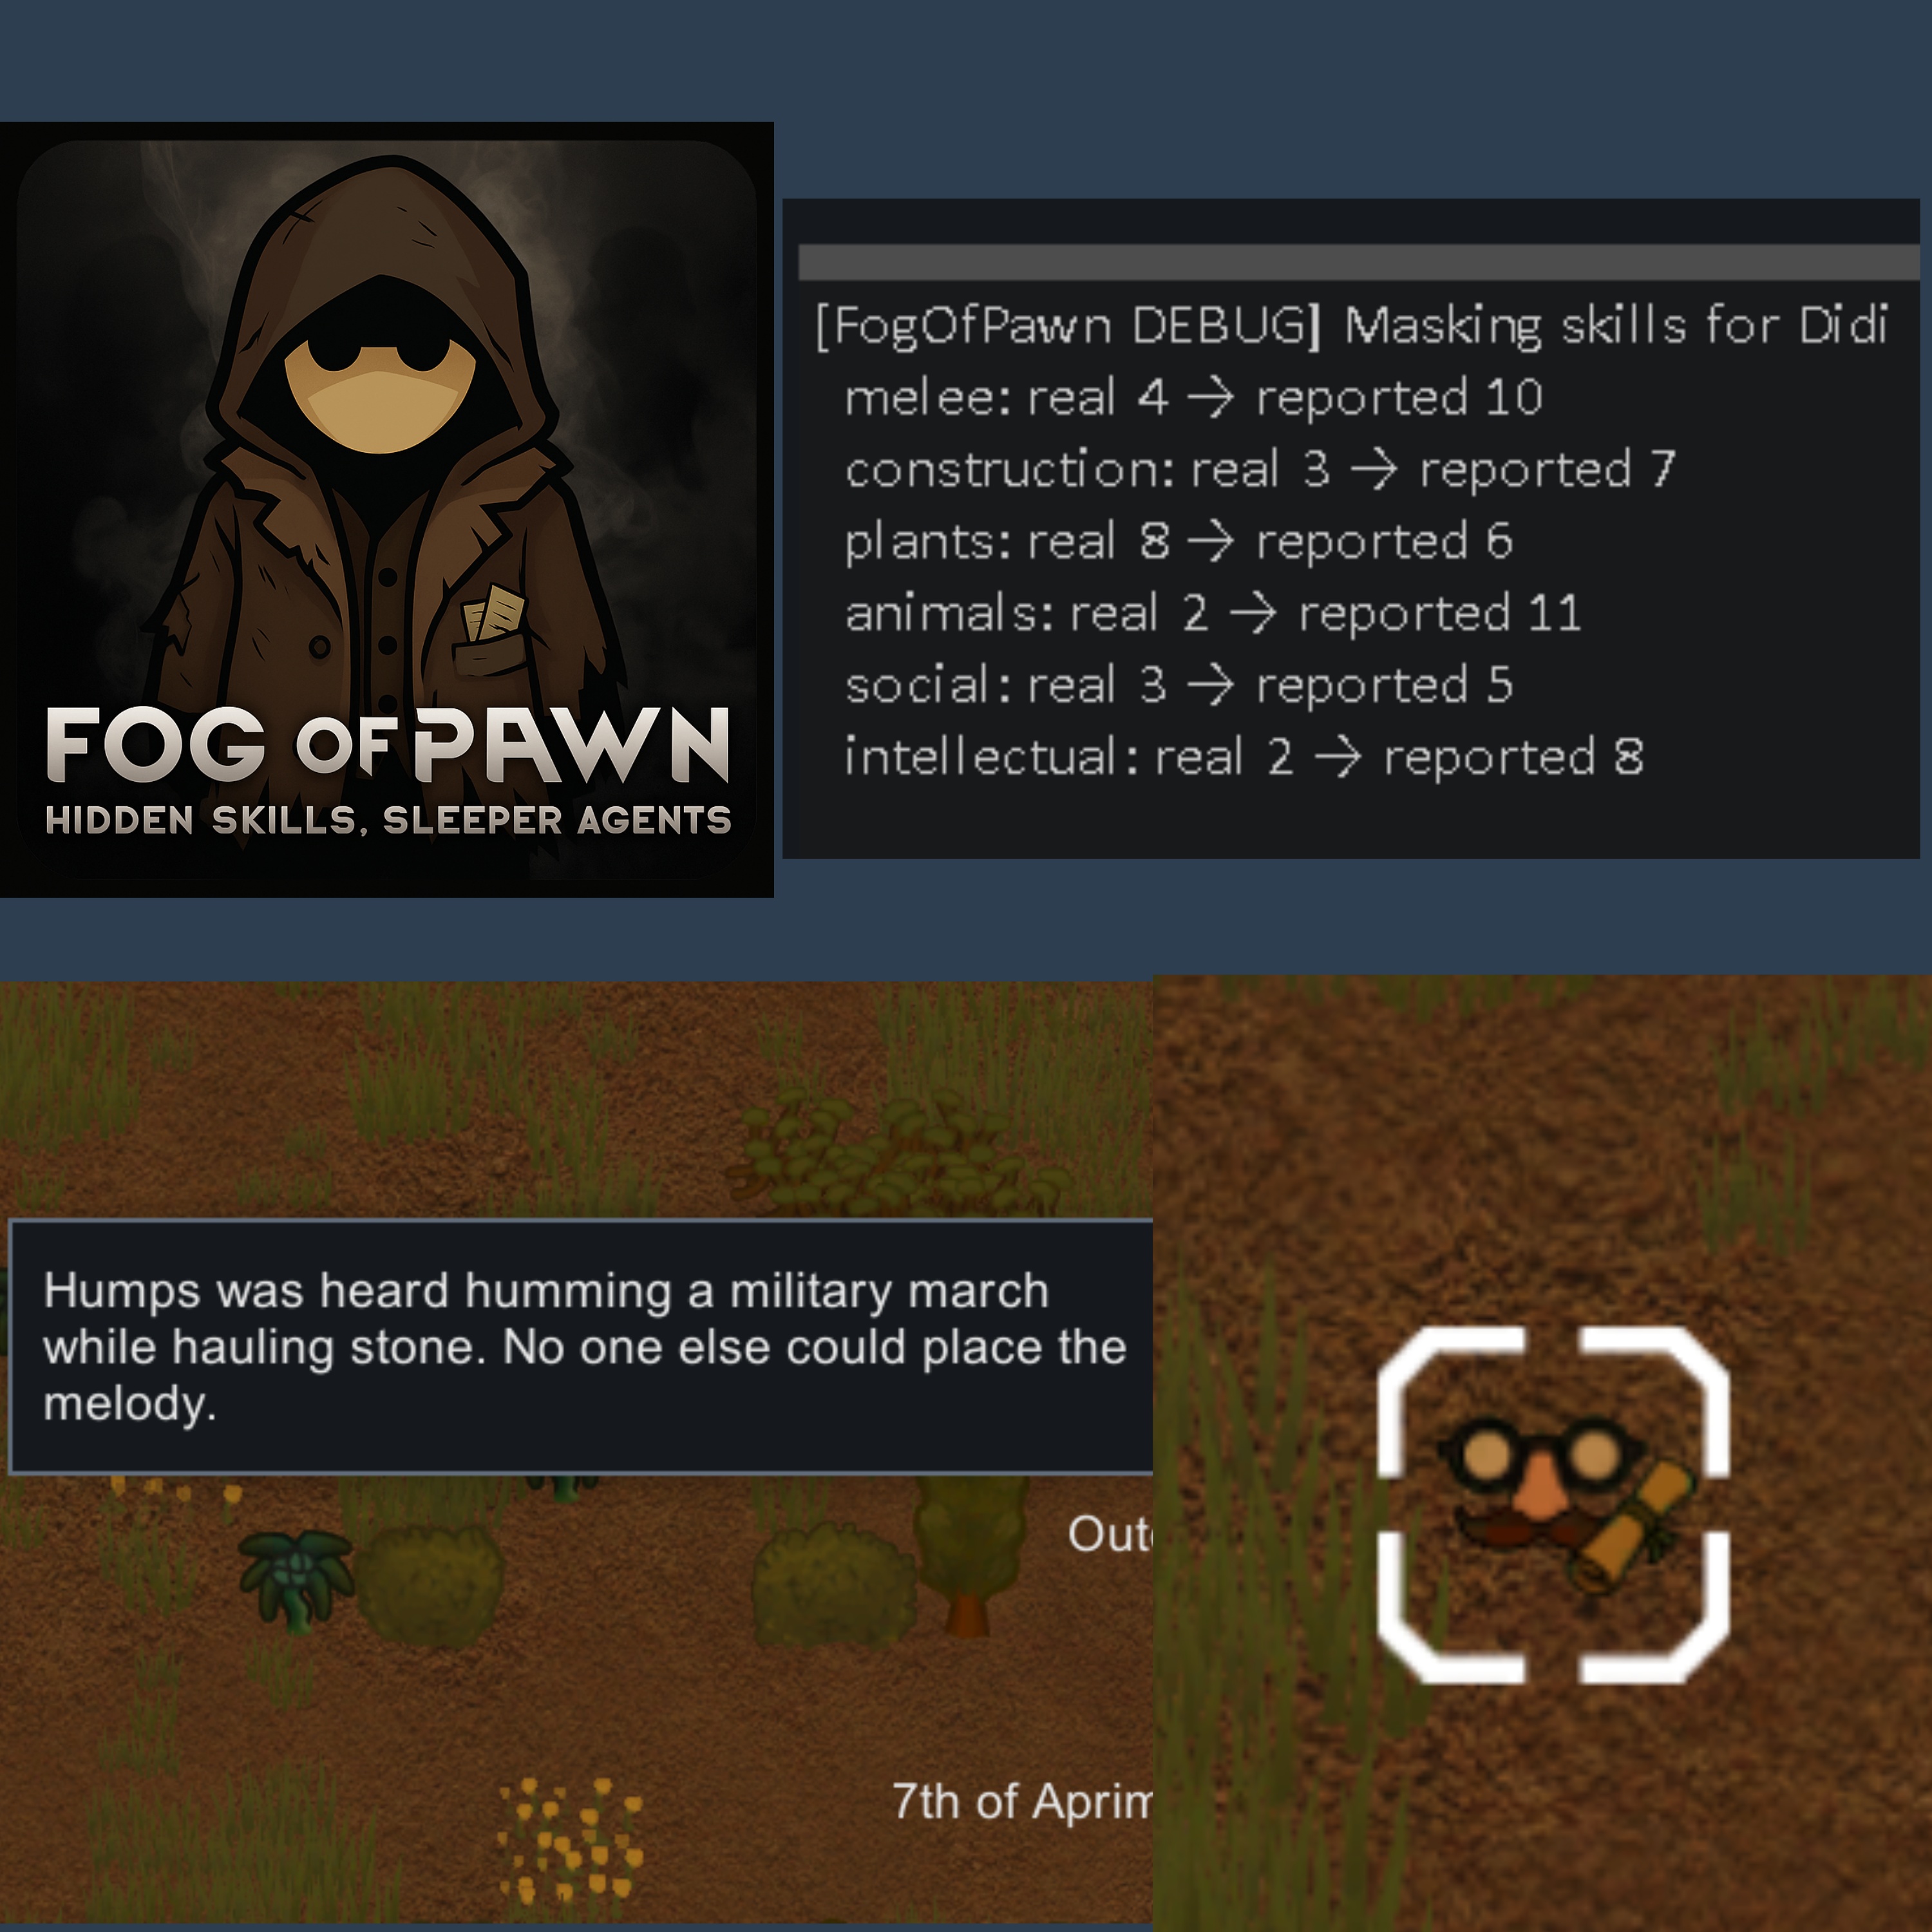 FOG OF PAWN
HIDDEN SKILLS, SLEEPER AGENTS
[FogOfPawn DEBUG] Masking skills for Didi
melee: real 4 → reported 10
construction: real 3 → reported 7
plants: real 8 → reported 6
animals: real 2 → reported 11
social: real 3 → reported 5
intellectual: real 2 → reported 8
Humps was heard humming a military march
while hauling stone. No one else could place the
melody.
Out
7th of Aprim